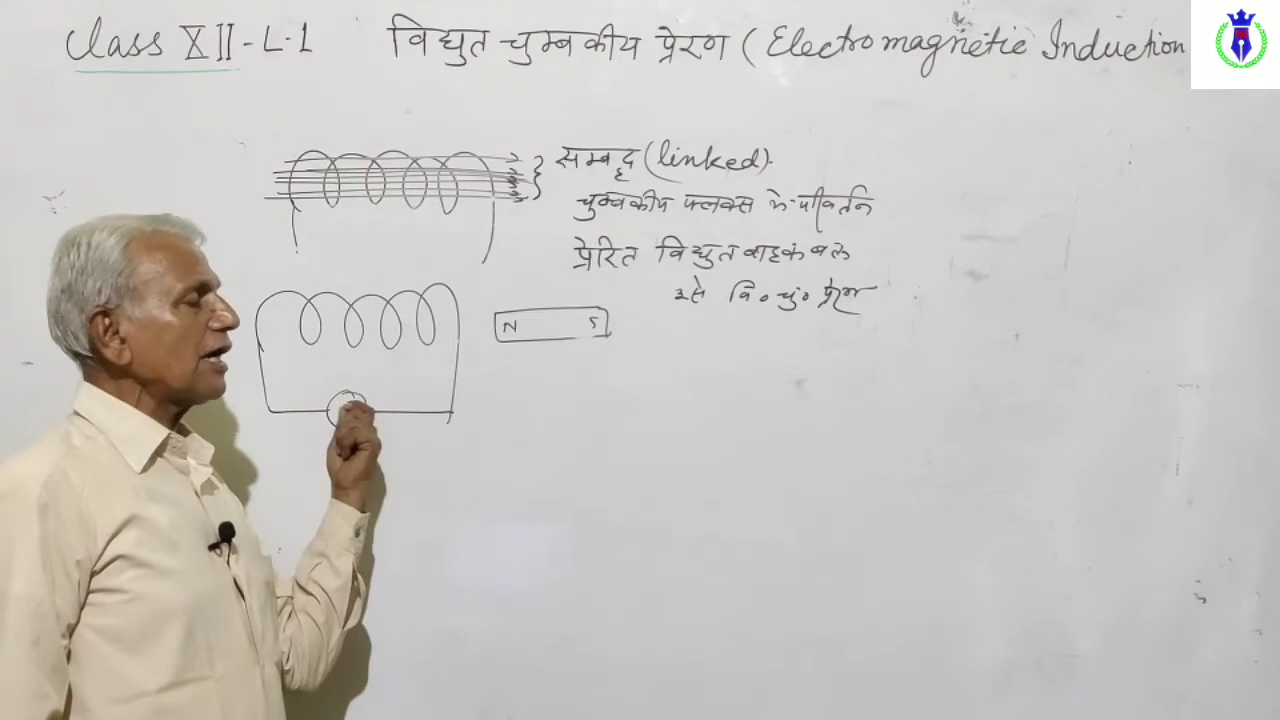 Class XII-L.1 विद्युत चुम्बकीय प्रेरण (Electromagnetic Induction
सम्बद्ध (linked).
चुम्बकीय फ्लक्स में परिवर्तन
प्रेरित विद्युत वाहक बल
इसे वि० चु० प्रेरण
N S